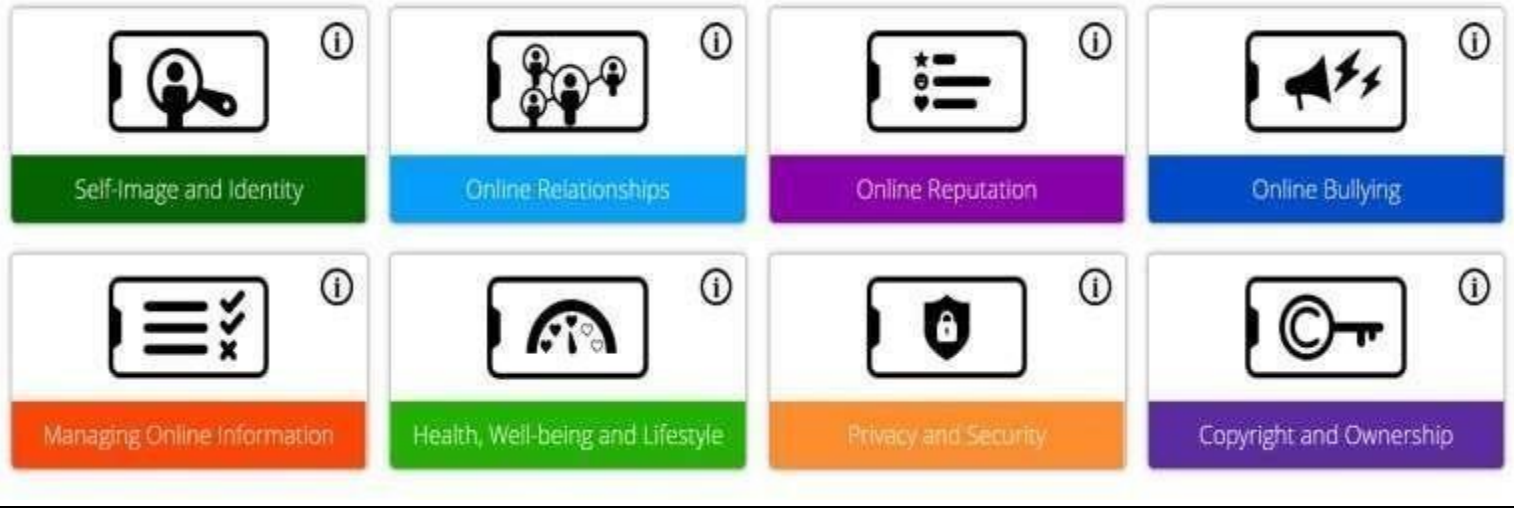 i
i
i
i
Self-Image and Identity
Online Relationships
Online Reputation
Online Bullying
i
i
i
i
C
Managing Online Information
Health, Well-being and Lifestyle
Privacy and Security
Copyright and Ownership